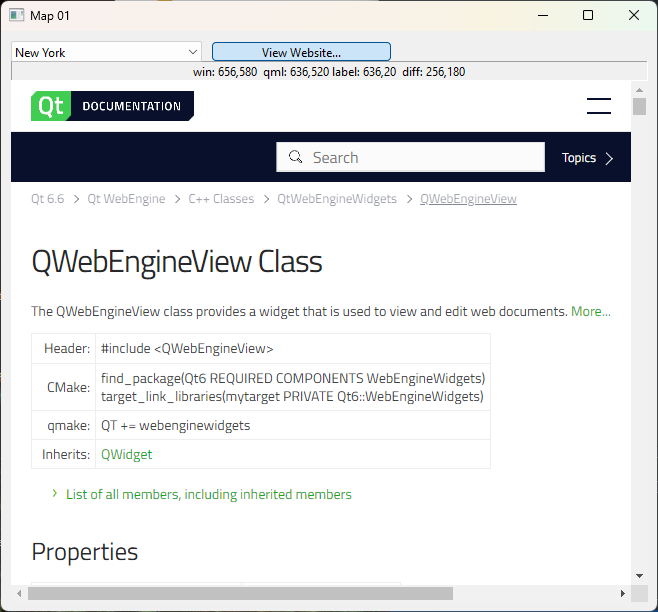 Map 01
New York
View Website...
win: 656,580 qml: 636,520 label: 636,20 diff: 256,180
Qt DOCUMENTATION
Search
Topics
Qt 6.6 > Qt WebEngine > C++ Classes > QtWebEngineWidgets > QWebEngineView
QWebEngineView Class
The QWebEngineView class provides a widget that is used to view and edit web documents. More...
Header: #include <QWebEngineView>
CMake: find_package(Qt6 REQUIRED COMPONENTS WebEngineWidgets)
target_link_libraries(mytarget PRIVATE Qt6::WebEngineWidgets)
qmake: QT += webenginewidgets
Inherits: QWidget
> List of all members, including inherited members
Properties